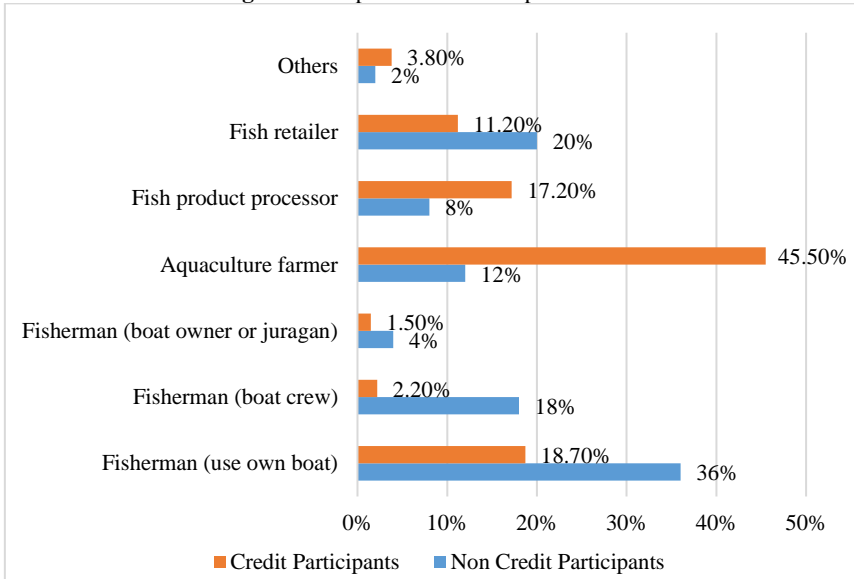 Others
3.80%
2%
Fish retailer
11.20%
20%
Fish product processor
17.20%
8%
Aquaculture farmer
45.50%
12%
Fisherman (boat owner or juragan)
1.50%
4%
Fisherman (boat crew)
2.20%
18%
Fisherman (use own boat)
18.70%
36%
0% 10% 20% 30% 40% 50%
Credit Participants Non Credit Participants